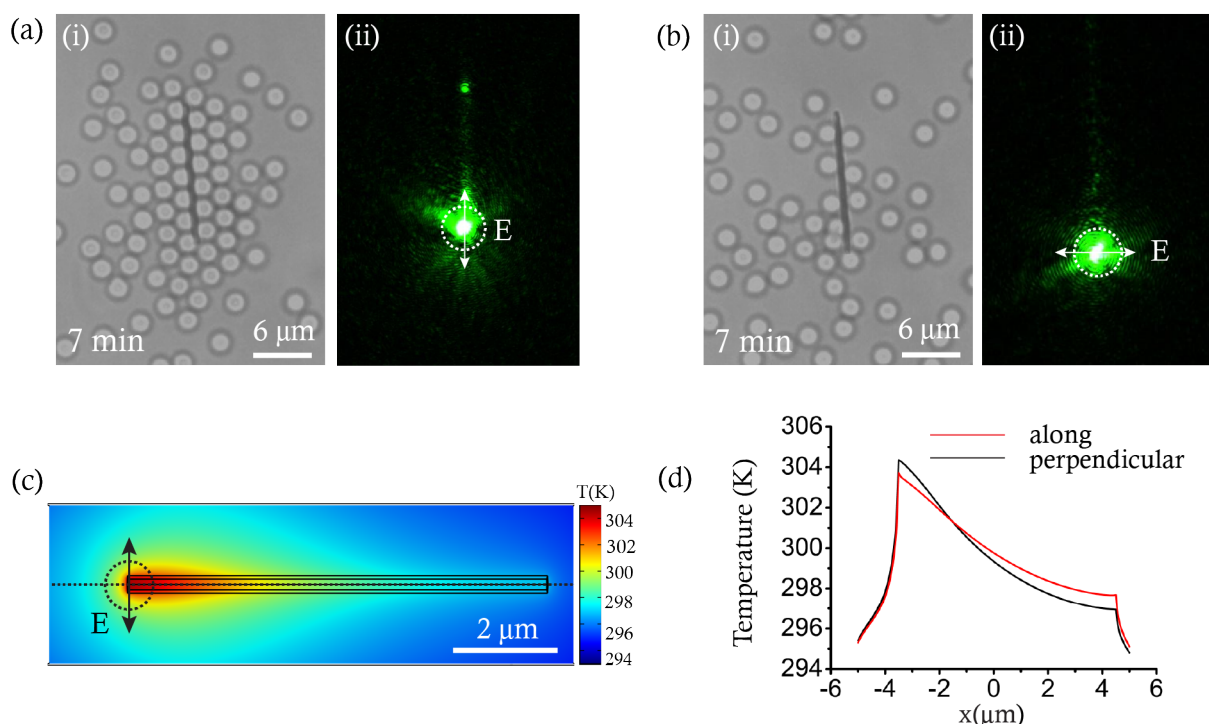 (a)
(i)
7 min
6 μm
(ii)
E
(b)
(i)
7 min
6 μm
(ii)
E
(c)
E
2 μm
T(K)
304
302
300
298
296
294
(d)
306
304
302
300
298
296
294
Temperature (K)
along
perpendicular
-6
-4
-2
0
2
4
6
x(μm)